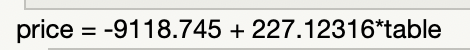 price = -9118.745 + 227.12316*table